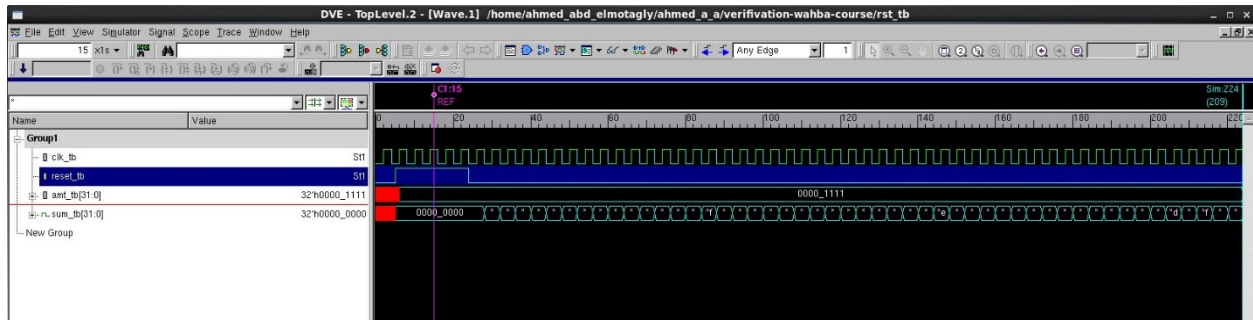 DVE - TopLevel.2 - [Wave.1] /home/ahmed_abd_elmotagly/ahmed_a_a/verifivation-wahba-course/rst_tb
File Edit View Simulator Signal Scope Trace Window Help
15 x1s Any Edge 1
C1:15 Sim:224
REF (209)
*
Name Value 0 20 40 60 80 100 120 140 160 180 200 220
Group1
clk_tb St1
reset_tb St1
amt_tb[31:0] 32'h0000_1111 0000_1111
sum_tb[31:0] 32'h0000_0000 0000_0000 *f *e *d *f
New Group